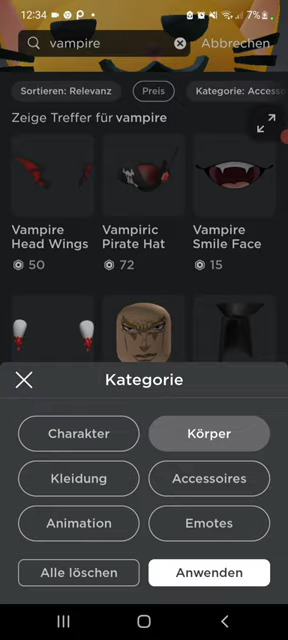 12:34 7%
vampire Abbrechen
Sortieren: Relevanz Preis Kategorie: Accesso
Zeige Treffer für vampire
Vampire Head Wings
50
Vampiric Pirate Hat
72
Vampire Smile Face
15
Kategorie
Charakter Körper
Kleidung Accessoires
Animation Emotes
Alle löschen Anwenden